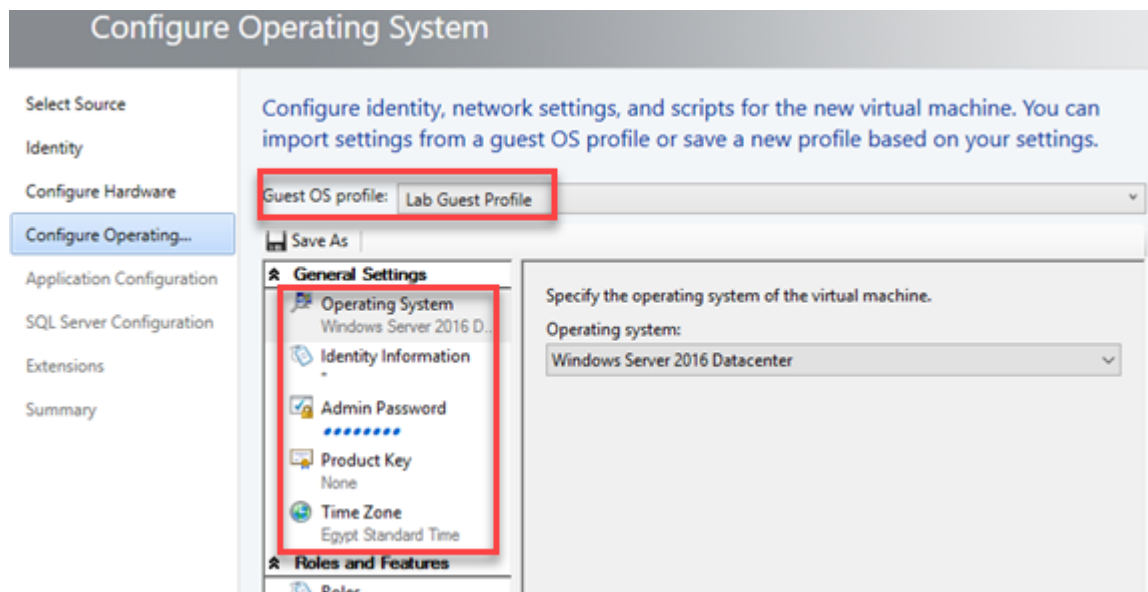 Configure Operating System
Select Source
Identity
Configure Hardware
Configure Operating...
Application Configuration
SQL Server Configuration
Extensions
Summary
Configure identity, network settings, and scripts for the new virtual machine. You can
import settings from a guest OS profile or save a new profile based on your settings.
Guest OS profile: Lab Guest Profile
Save As
General Settings
Operating System
Windows Server 2016 D...
Identity Information
*
Admin Password
••••••••
Product Key
None
Time Zone
Egypt Standard Time
Roles and Features
Roles
Specify the operating system of the virtual machine.
Operating system:
Windows Server 2016 Datacenter